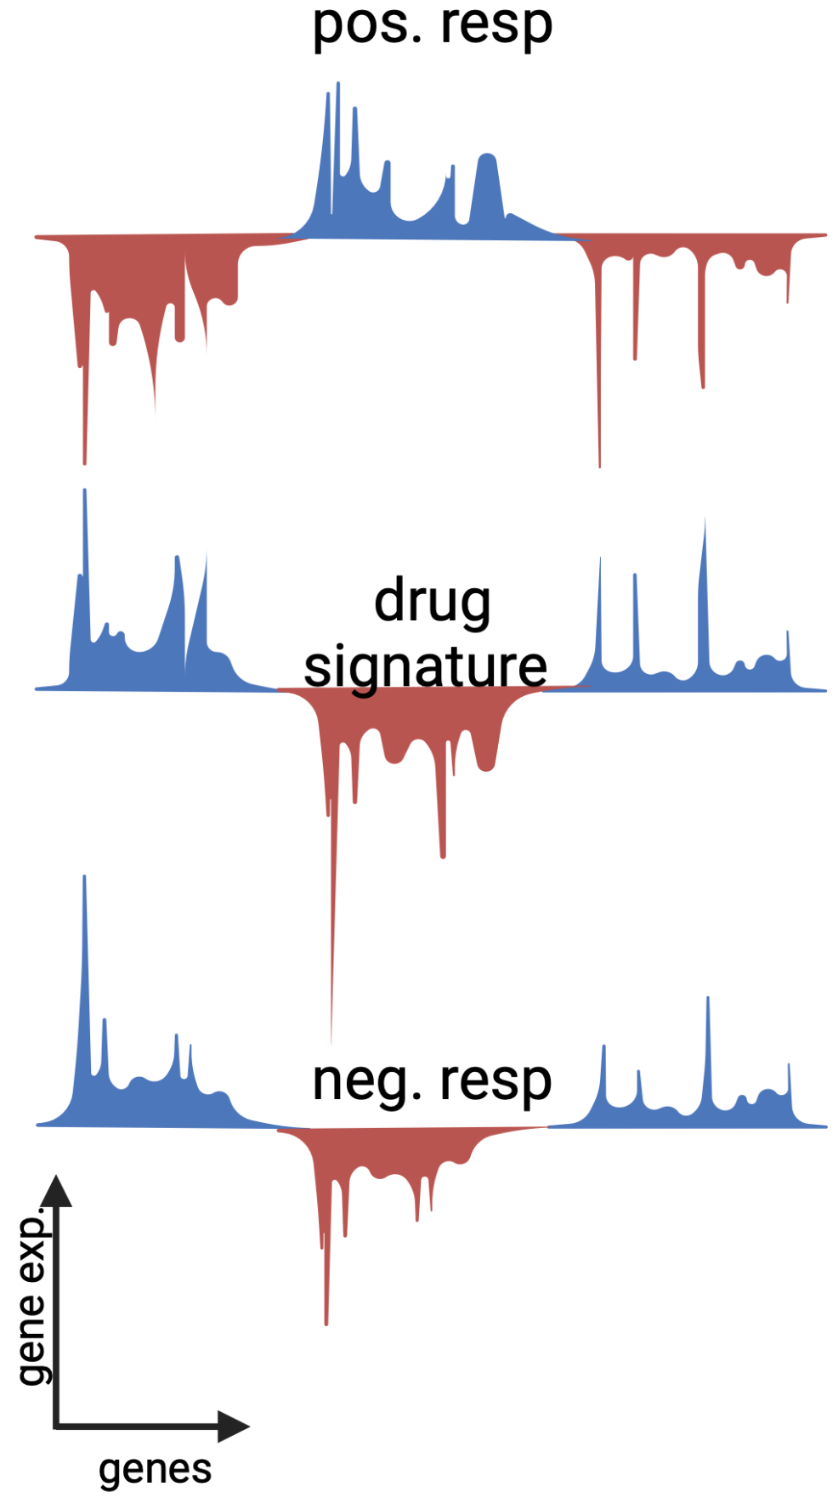 pos. resp
drug
signature
neg. resp
gene exp.
genes